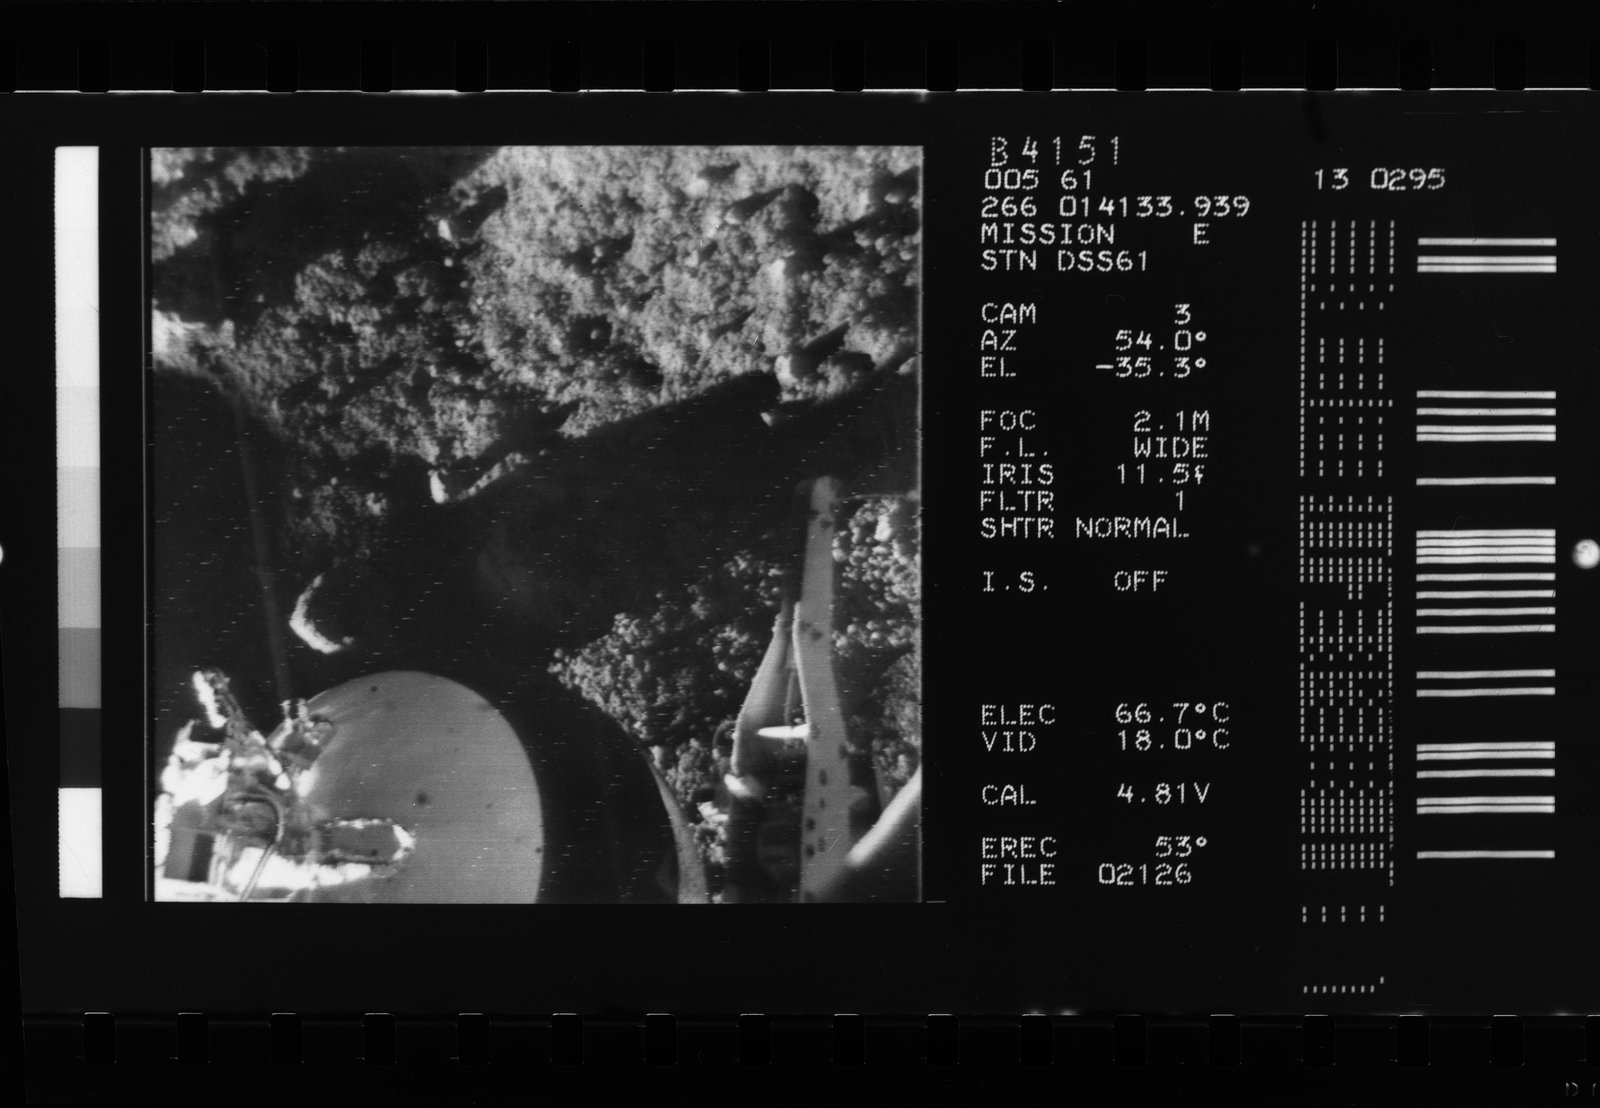 B4151
005 61
13 0295
266 014133.939
MISSION E
STN DSS61
CAM 3
AZ 54.0°
EL -35.3°
FOC 2.1M
F.L. WIDE
IRIS 11.5f
FLTR 1
SHTR NORMAL
I.S. OFF
ELEC 66.7°C
VID 18.0°C
CAL 4.81V
EREC 53°
FILE 02126